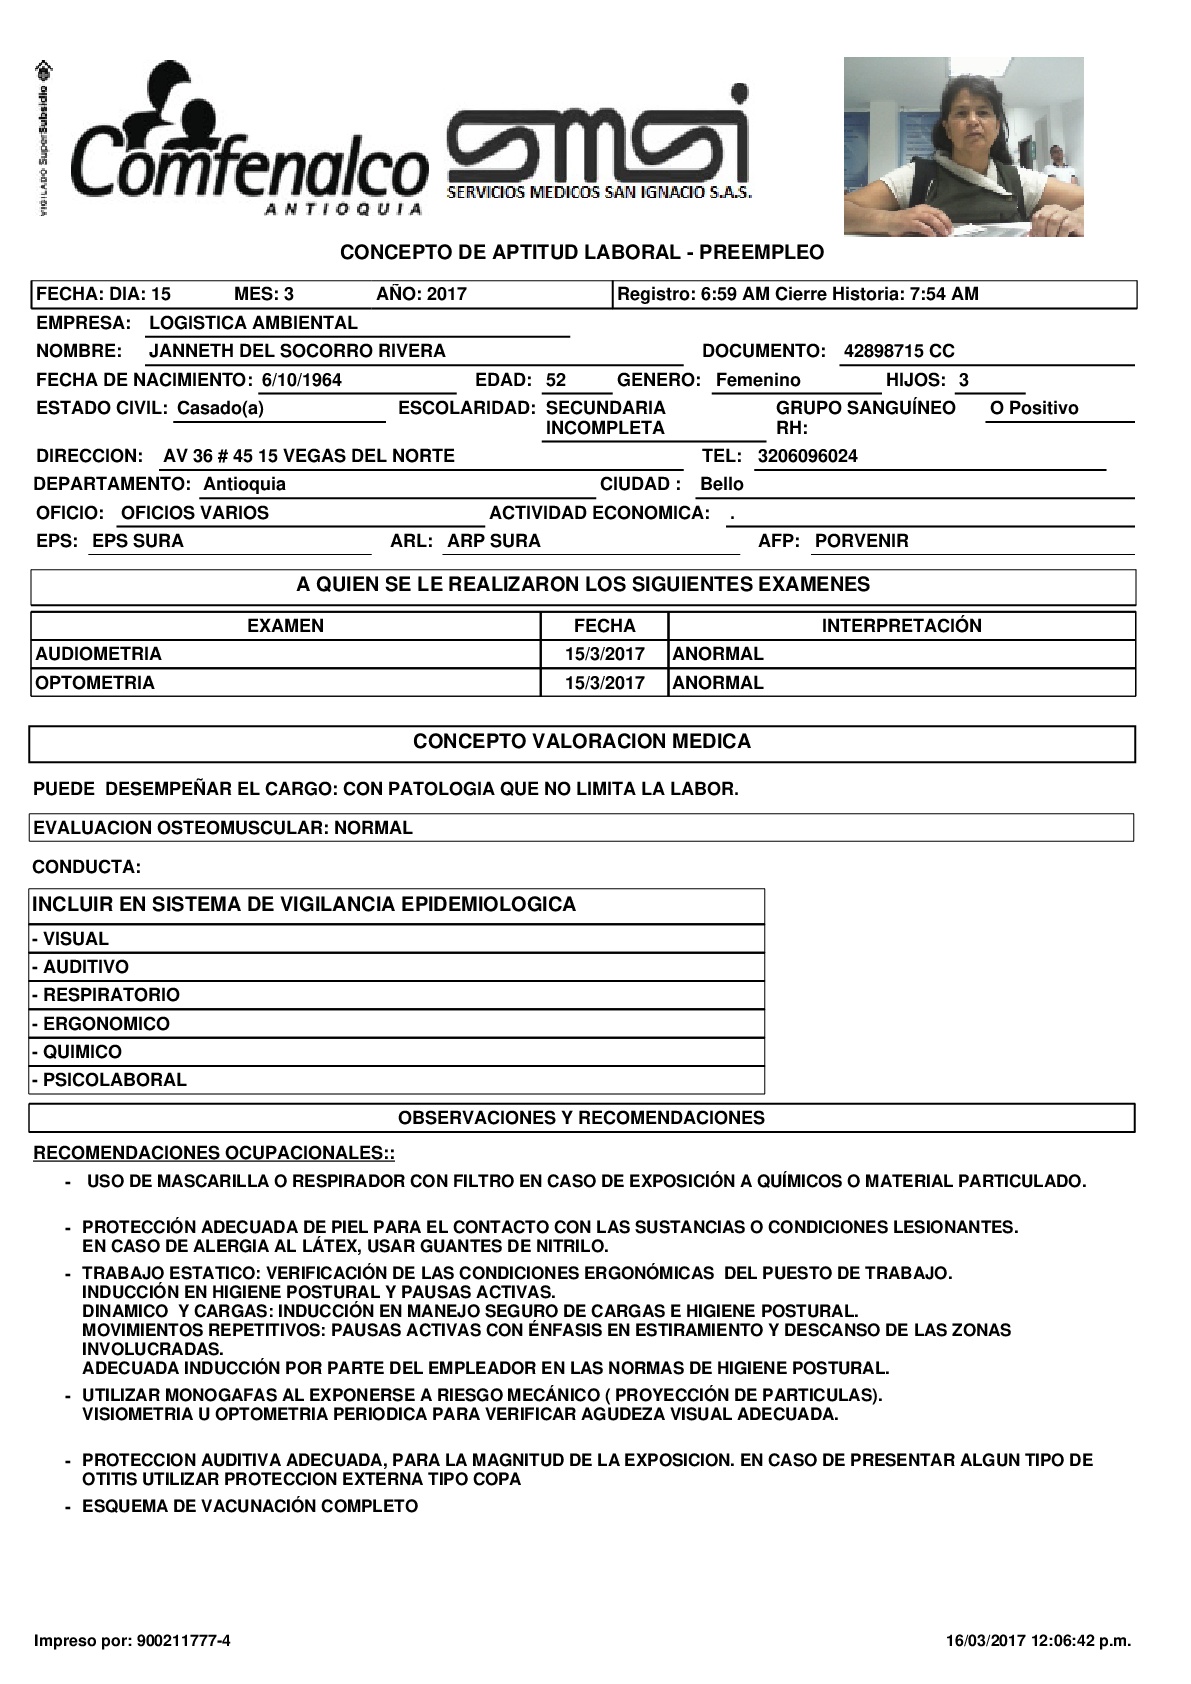 VIGILADO SuperSubsidio
Comfenalco
ANTIOQUIA
smsi
SERVICIOS MEDICOS SAN IGNACIO S.A.S.
CONCEPTO DE APTITUD LABORAL - PREEMPLEO
FECHA: DIA: 15 MES: 3 AÑO: 2017 Registro: 6:59 AM Cierre Historia: 7:54 AM
EMPRESA: LOGISTICA AMBIENTAL
NOMBRE: JANNETH DEL SOCORRO RIVERA DOCUMENTO: 42898715 CC
FECHA DE NACIMIENTO: 6/10/1964 EDAD: 52 GENERO: Femenino HIJOS: 3
ESTADO CIVIL: Casado(a) ESCOLARIDAD: SECUNDARIA GRUPO SANGUÍNEO O Positivo
INCOMPLETA RH:
DIRECCION: AV 36 # 45 15 VEGAS DEL NORTE TEL: 3206096024
DEPARTAMENTO: Antioquia CIUDAD : Bello
OFICIO: OFICIOS VARIOS ACTIVIDAD ECONOMICA: .
EPS: EPS SURA ARL: ARP SURA AFP: PORVENIR
A QUIEN SE LE REALIZARON LOS SIGUIENTES EXAMENES
EXAMEN FECHA INTERPRETACIÓN
AUDIOMETRIA 15/3/2017 ANORMAL
OPTOMETRIA 15/3/2017 ANORMAL
CONCEPTO VALORACION MEDICA
PUEDE DESEMPEÑAR EL CARGO: CON PATOLOGIA QUE NO LIMITA LA LABOR.
EVALUACION OSTEOMUSCULAR: NORMAL
CONDUCTA:
INCLUIR EN SISTEMA DE VIGILANCIA EPIDEMIOLOGICA
- VISUAL
- AUDITIVO
- RESPIRATORIO
- ERGONOMICO
- QUIMICO
- PSICOLABORAL
OBSERVACIONES Y RECOMENDACIONES
RECOMENDACIONES OCUPACIONALES::
- USO DE MASCARILLA O RESPIRADOR CON FILTRO EN CASO DE EXPOSICIÓN A QUÍMICOS O MATERIAL PARTICULADO.
- PROTECCIÓN ADECUADA DE PIEL PARA EL CONTACTO CON LAS SUSTANCIAS O CONDICIONES LESIONANTES.
EN CASO DE ALERGIA AL LÁTEX, USAR GUANTES DE NITRILO.
- TRABAJO ESTATICO: VERIFICACIÓN DE LAS CONDICIONES ERGONÓMICAS DEL PUESTO DE TRABAJO.
INDUCCIÓN EN HIGIENE POSTURAL Y PAUSAS ACTIVAS.
DINAMICO Y CARGAS: INDUCCIÓN EN MANEJO SEGURO DE CARGAS E HIGIENE POSTURAL.
MOVIMIENTOS REPETITIVOS: PAUSAS ACTIVAS CON ÉNFASIS EN ESTIRAMIENTO Y DESCANSO DE LAS ZONAS
INVOLUCRADAS.
ADECUADA INDUCCIÓN POR PARTE DEL EMPLEADOR EN LAS NORMAS DE HIGIENE POSTURAL.
- UTILIZAR MONOGAFAS AL EXPONERSE A RIESGO MECÁNICO ( PROYECCIÓN DE PARTICULAS).
VISIOMETRIA U OPTOMETRIA PERIODICA PARA VERIFICAR AGUDEZA VISUAL ADECUADA.
- PROTECCION AUDITIVA ADECUADA, PARA LA MAGNITUD DE LA EXPOSICION. EN CASO DE PRESENTAR ALGUN TIPO DE
OTITIS UTILIZAR PROTECCION EXTERNA TIPO COPA
- ESQUEMA DE VACUNACIÓN COMPLETO
Impreso por: 900211777-4 16/03/2017 12:06:42 p.m.